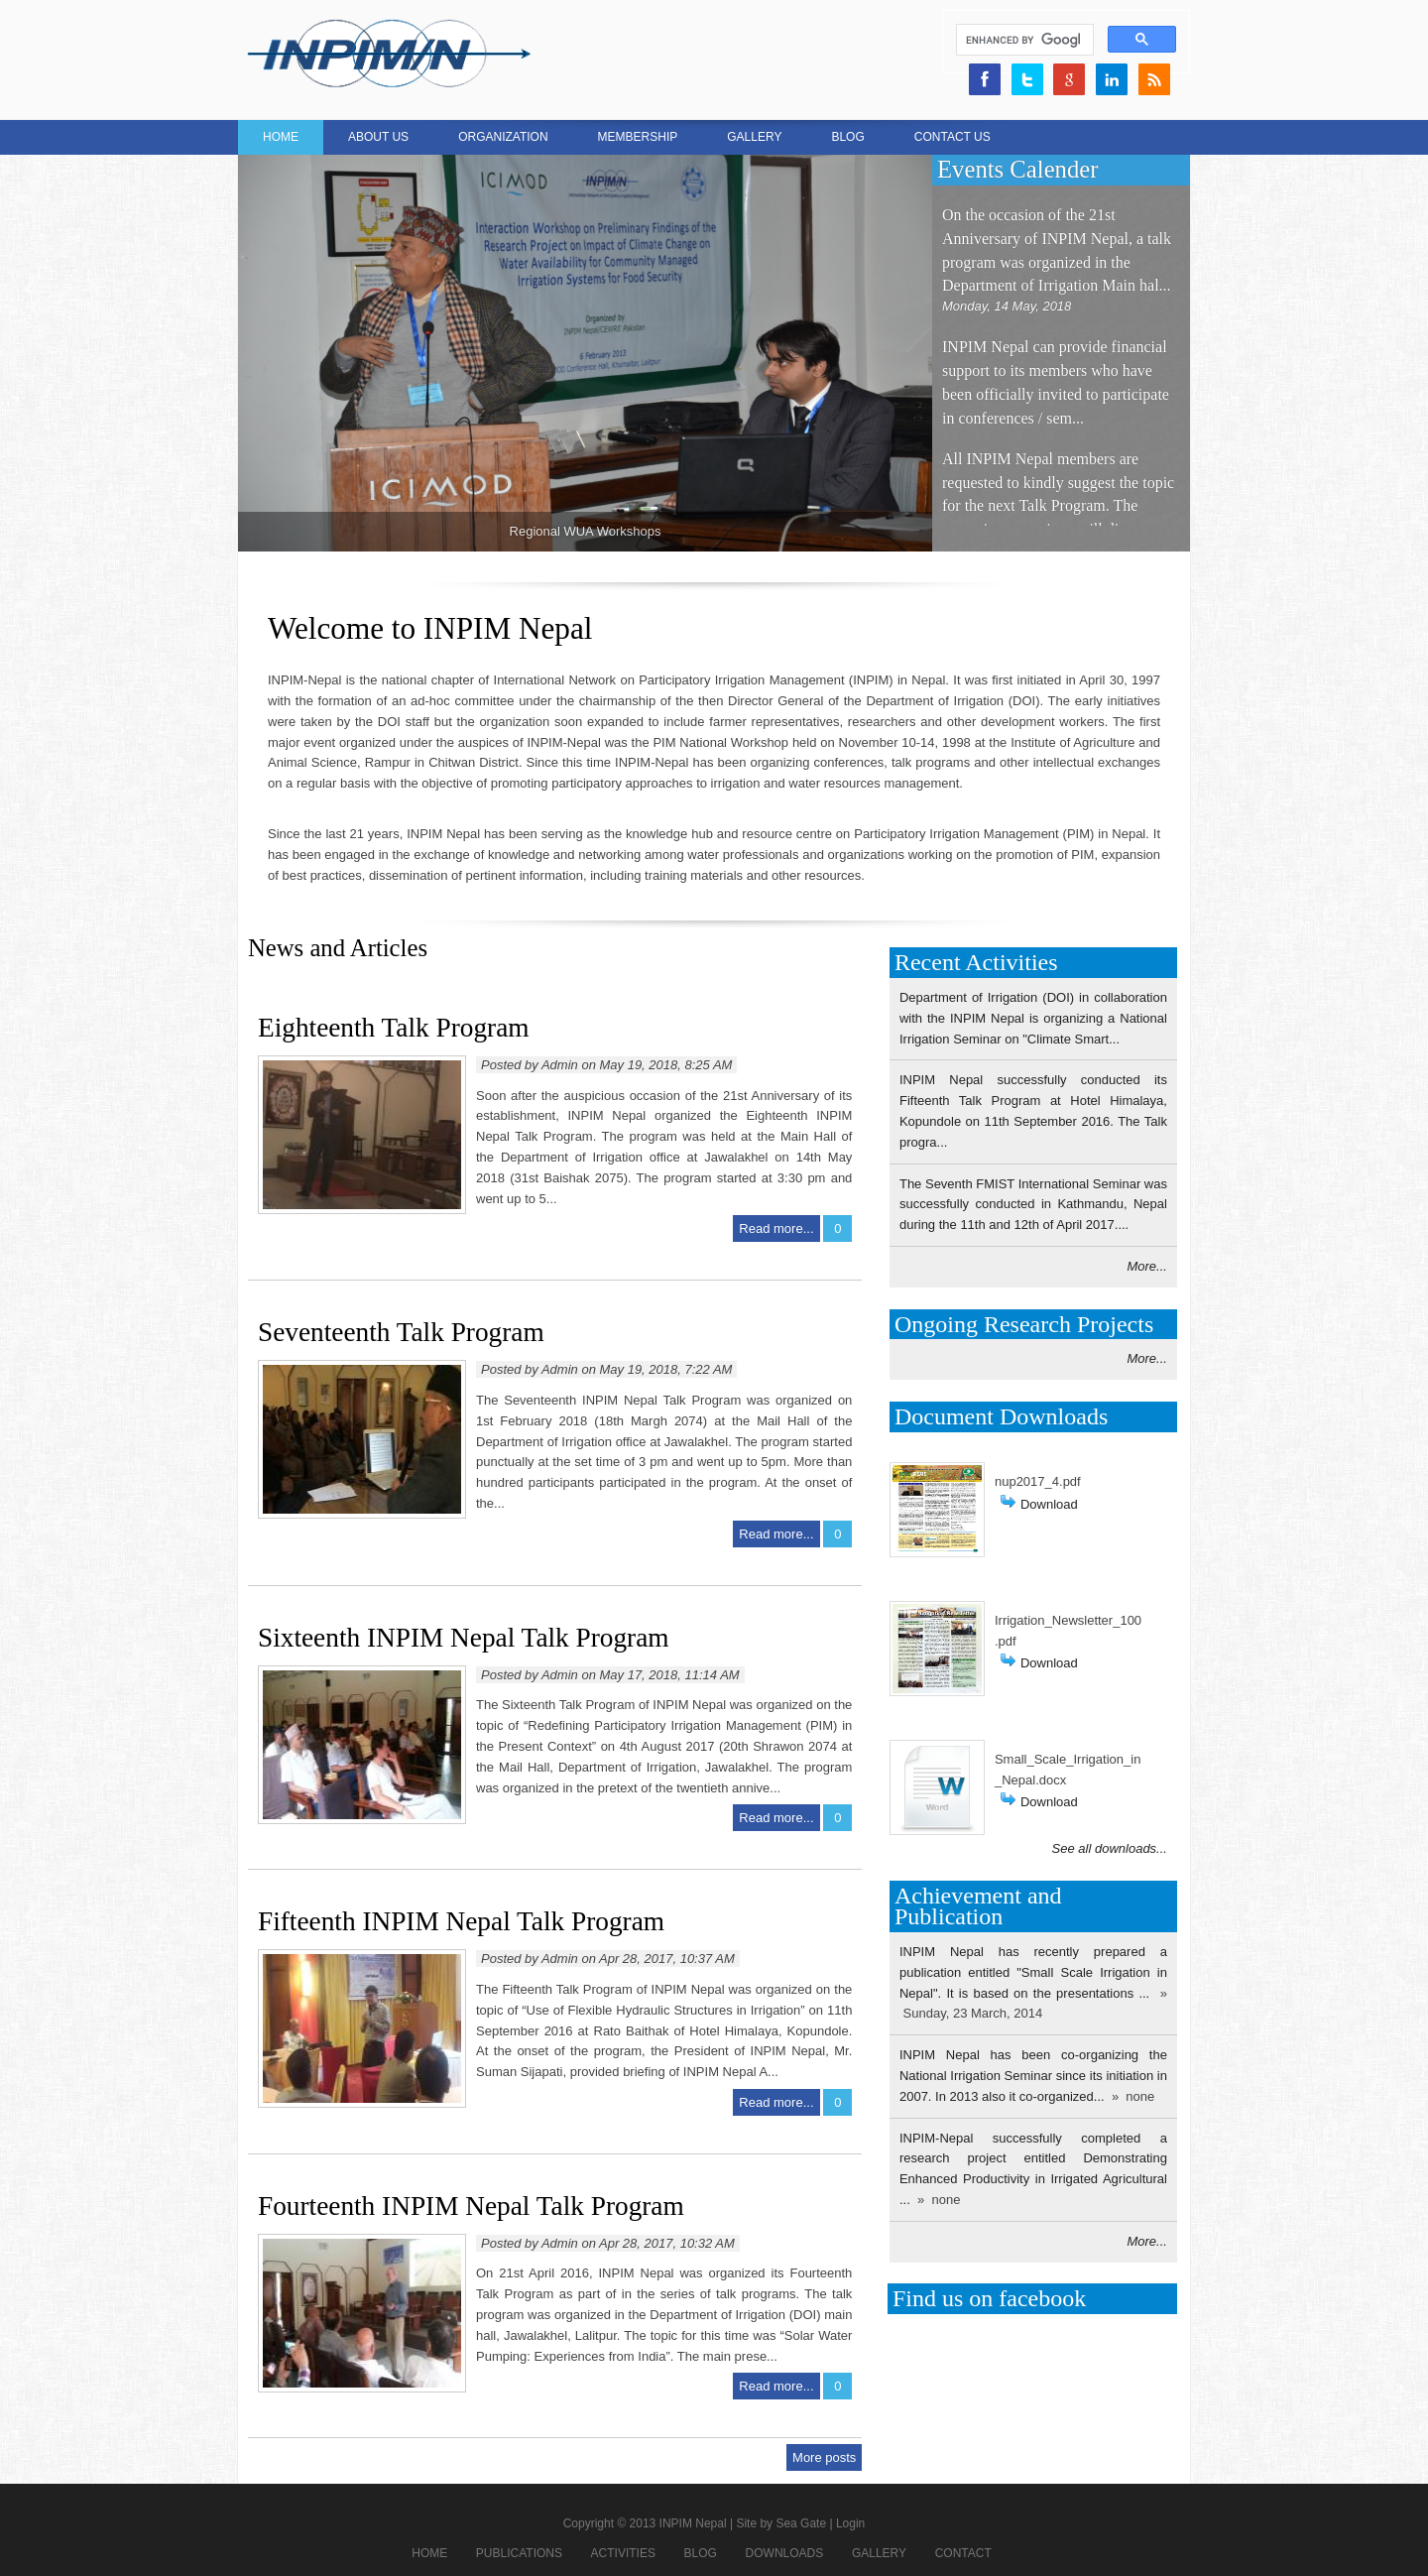 INPIM/N
ENHANCED BY Googl
HOME ABOUT US ORGANIZATION MEMBERSHIP GALLERY BLOG CONTACT US
ICIMOD INPIM/N
Interaction Workshop on Preliminary Findings of the
Research Project on Impact of Climate Change on
Water Availability for Community Managed
Irrigation Systems for Food Security
Organized by
INPIM Nepal/CEWRE Pakistan
6 February 2013
Conference Hall, Khumaltar, Lalitpur
ICIMOD
Regional WUA Workshops
Events Calender
On the occasion of the 21st
Anniversary of INPIM Nepal, a talk
program was organized in the
Department of Irrigation Main hal...
Monday, 14 May, 2018
INPIM Nepal can provide financial
support to its members who have
been officially invited to participate
in conferences / sem...
All INPIM Nepal members are
requested to kindly suggest the topic
for the next Talk Program. The
Welcome to INPIM Nepal
INPIM-Nepal is the national chapter of International Network on Participatory Irrigation Management (INPIM) in Nepal. It was first initiated in April 30, 1997
with the formation of an ad-hoc committee under the chairmanship of the then Director General of the Department of Irrigation (DOI). The early initiatives
were taken by the DOI staff but the organization soon expanded to include farmer representatives, researchers and other development workers. The first
major event organized under the auspices of INPIM-Nepal was the PIM National Workshop held on November 10-14, 1998 at the Institute of Agriculture and
Animal Science, Rampur in Chitwan District. Since this time INPIM-Nepal has been organizing conferences, talk programs and other intellectual exchanges
on a regular basis with the objective of promoting participatory approaches to irrigation and water resources management.
Since the last 21 years, INPIM Nepal has been serving as the knowledge hub and resource centre on Participatory Irrigation Management (PIM) in Nepal. It
has been engaged in the exchange of knowledge and networking among water professionals and organizations working on the promotion of PIM, expansion
of best practices, dissemination of pertinent information, including training materials and other resources.
News and Articles
Eighteenth Talk Program
Posted by Admin on May 19, 2018, 8:25 AM
Soon after the auspicious occasion of the 21st Anniversary of its
establishment, INPIM Nepal organized the Eighteenth INPIM
Nepal Talk Program. The program was held at the Main Hall of
the Department of Irrigation office at Jawalakhel on 14th May
2018 (31st Baishak 2075). The program started at 3:30 pm and
went up to 5...
Read more... 0
Seventeenth Talk Program
Posted by Admin on May 19, 2018, 7:22 AM
The Seventeenth INPIM Nepal Talk Program was organized on
1st February 2018 (18th Margh 2074) at the Mail Hall of the
Department of Irrigation office at Jawalakhel. The program started
punctually at the set time of 3 pm and went up to 5pm. More than
hundred participants participated in the program. At the onset of
the...
Read more... 0
Sixteenth INPIM Nepal Talk Program
Posted by Admin on May 17, 2018, 11:14 AM
The Sixteenth Talk Program of INPIM Nepal was organized on the
topic of “Redefining Participatory Irrigation Management (PIM) in
the Present Context” on 4th August 2017 (20th Shrawon 2074 at
the Mail Hall, Department of Irrigation, Jawalakhel. The program
was organized in the pretext of the twentieth annive...
Read more... 0
Fifteenth INPIM Nepal Talk Program
Posted by Admin on Apr 28, 2017, 10:37 AM
The Fifteenth Talk Program of INPIM Nepal was organized on the
topic of “Use of Flexible Hydraulic Structures in Irrigation” on 11th
September 2016 at Rato Baithak of Hotel Himalaya, Kopundole.
At the onset of the program, the President of INPIM Nepal, Mr.
Suman Sijapati, provided briefing of INPIM Nepal A...
Read more... 0
Fourteenth INPIM Nepal Talk Program
Posted by Admin on Apr 28, 2017, 10:32 AM
On 21st April 2016, INPIM Nepal was organized its Fourteenth
Talk Program as part of in the series of talk programs. The talk
program was organized in the Department of Irrigation (DOI) main
hall, Jawalakhel, Lalitpur. The topic for this time was “Solar Water
Pumping: Experiences from India”. The main prese...
Read more... 0
More posts
Recent Activities
Department of Irrigation (DOI) in collaboration
with the INPIM Nepal is organizing a National
Irrigation Seminar on "Climate Smart...
INPIM Nepal successfully conducted its
Fifteenth Talk Program at Hotel Himalaya,
Kopundole on 11th September 2016. The Talk
progra...
The Seventh FMIST International Seminar was
successfully conducted in Kathmandu, Nepal
during the 11th and 12th of April 2017....
More...
Ongoing Research Projects
More...
Document Downloads
nup2017_4.pdf
Download
Irrigation_Newsletter_100
.pdf
Download
W
Word
Small_Scale_Irrigation_in
_Nepal.docx
Download
See all downloads...
Achievement and
Publication
INPIM Nepal has recently prepared a
publication entitled "Small Scale Irrigation in
Nepal". It is based on the presentations ... »
Sunday, 23 March, 2014
INPIM Nepal has been co-organizing the
National Irrigation Seminar since its initiation in
2007. In 2013 also it co-organized... » none
INPIM-Nepal successfully completed a
research project entitled Demonstrating
Enhanced Productivity in Irrigated Agricultural
... » none
More...
Find us on facebook
Copyright © 2013 INPIM Nepal | Site by Sea Gate | Login
HOME PUBLICATIONS ACTIVITIES BLOG DOWNLOADS GALLERY CONTACT